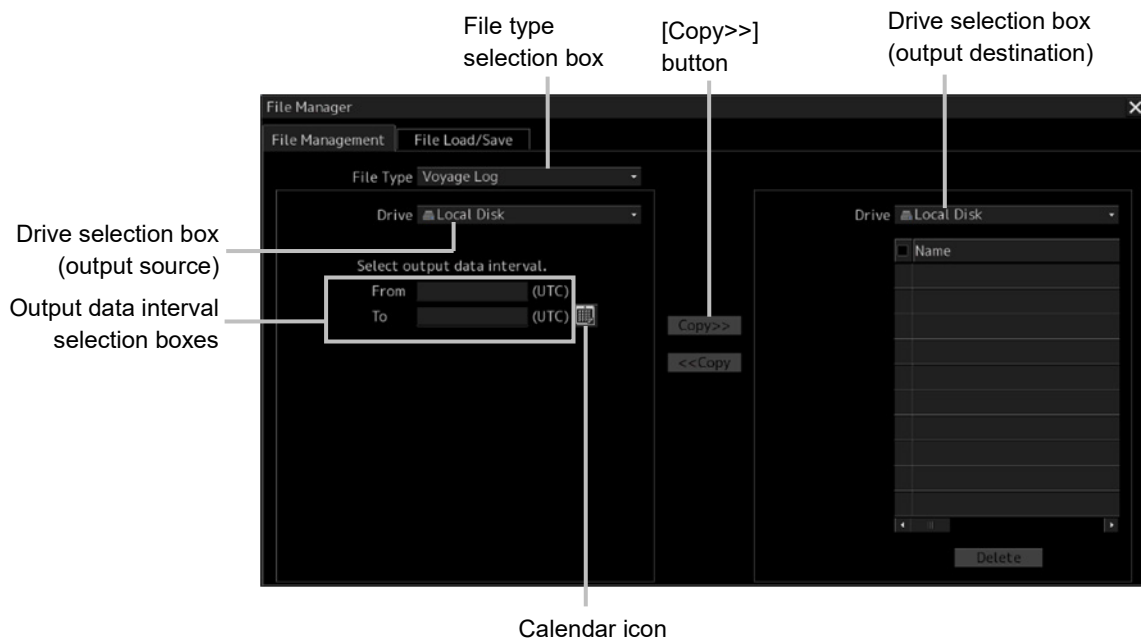 File type
selection box
[Copy>>]
button
Drive selection box
(output destination)
File Manager
File Management
File Load/Save
File Type Voyage Log
Drive Local Disk
Drive Local Disk
Drive selection box
(output source)
Name
Select output data interval.
From (UTC)
To (UTC)
Output data interval
selection boxes
Copy>>
<<Copy
Delete
Calendar icon